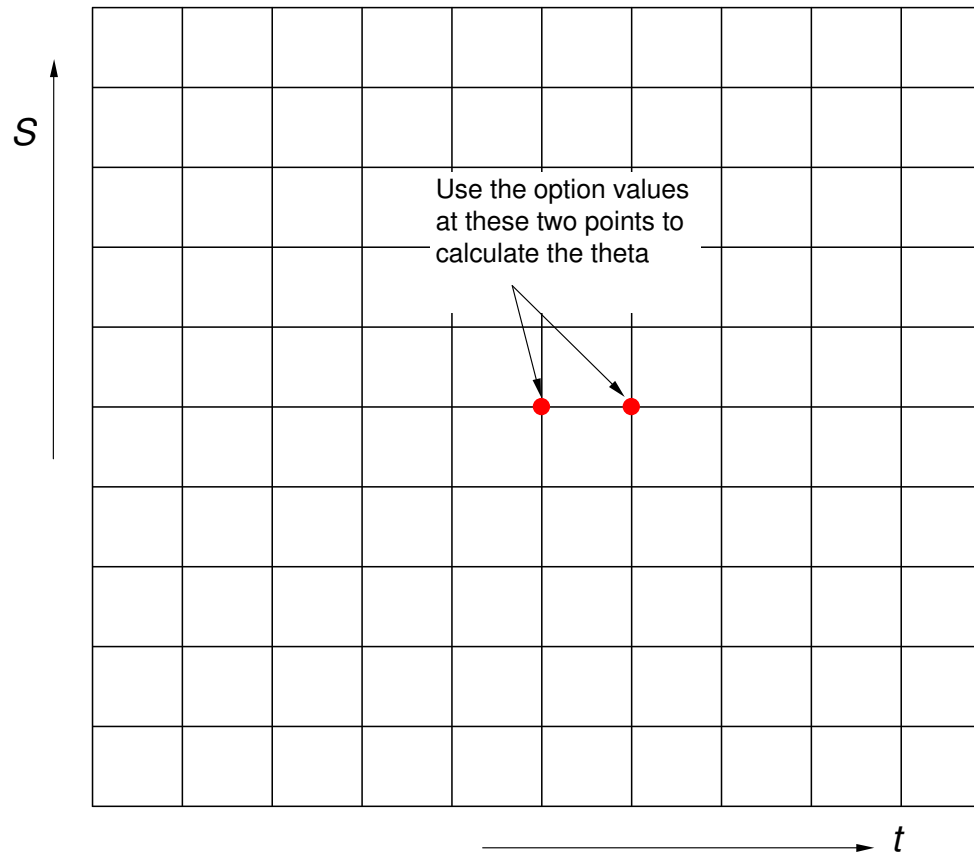 S
Use the option values
at these two points to
calculate the theta
t